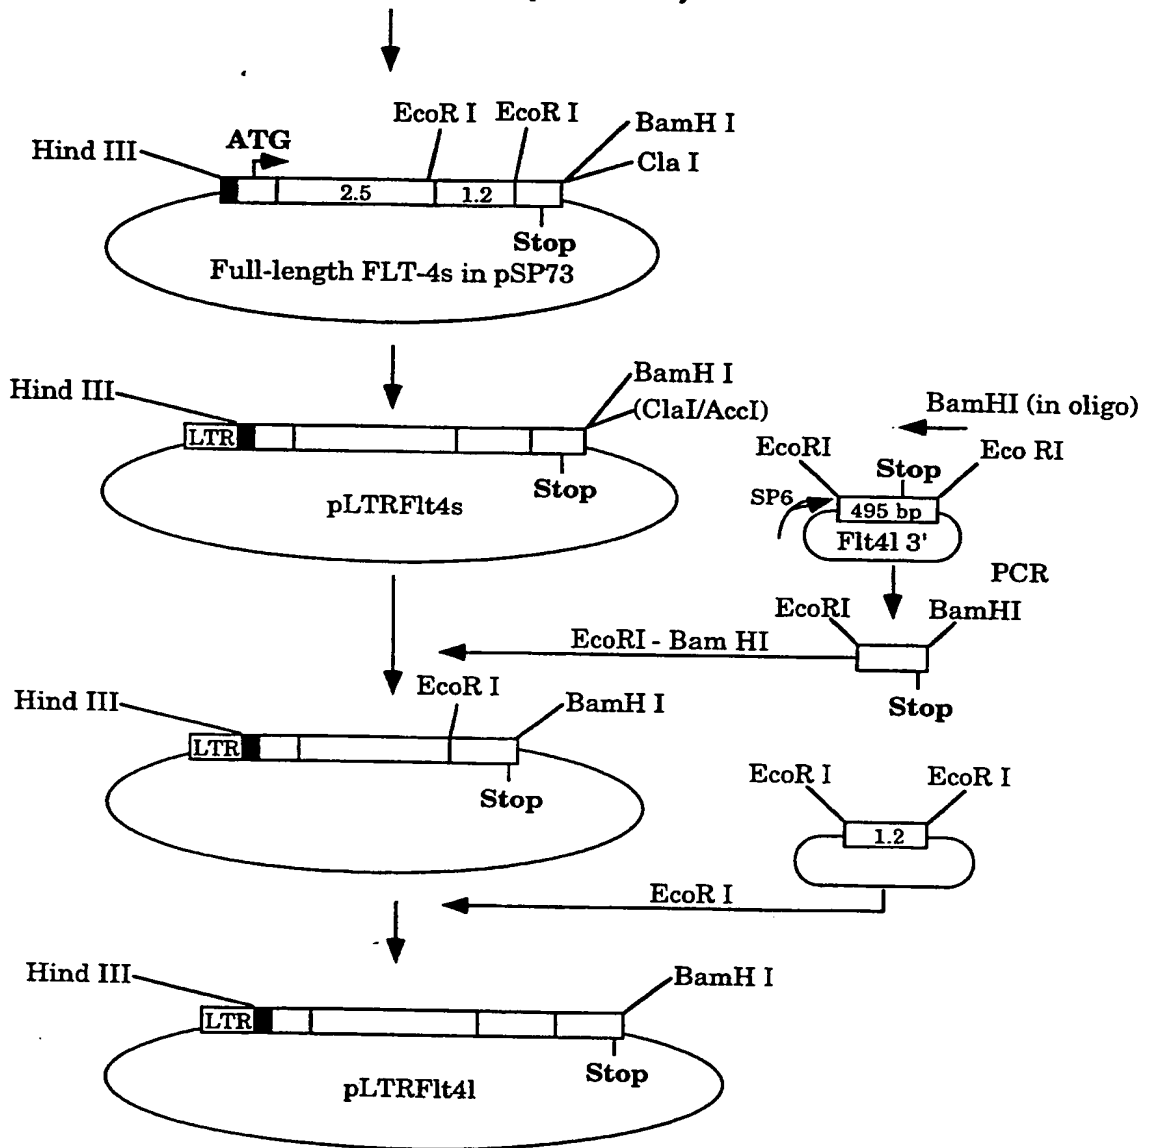 EcoR I EcoR I
BamH I
ATG
Hind III
Cla I
2.5
1.2
Stop
Full-length FLT-4s in pSP73
BamH I
Hind III
(ClaI/AccI)
BamHI (in oligo)
LTR
EcoRI
Eco RI
Stop
Stop
SP6
495 bp
pLTRFlt4s
Flt4l 3'
PCR
EcoRI
BamHI
EcoRI - Bam HI
EcoR I
Hind III
BamH I
Stop
LTR
EcoR I
EcoR I
Stop
1.2
EcoR I
Hind III
BamH I
LTR
Stop
pLTRFlt4l